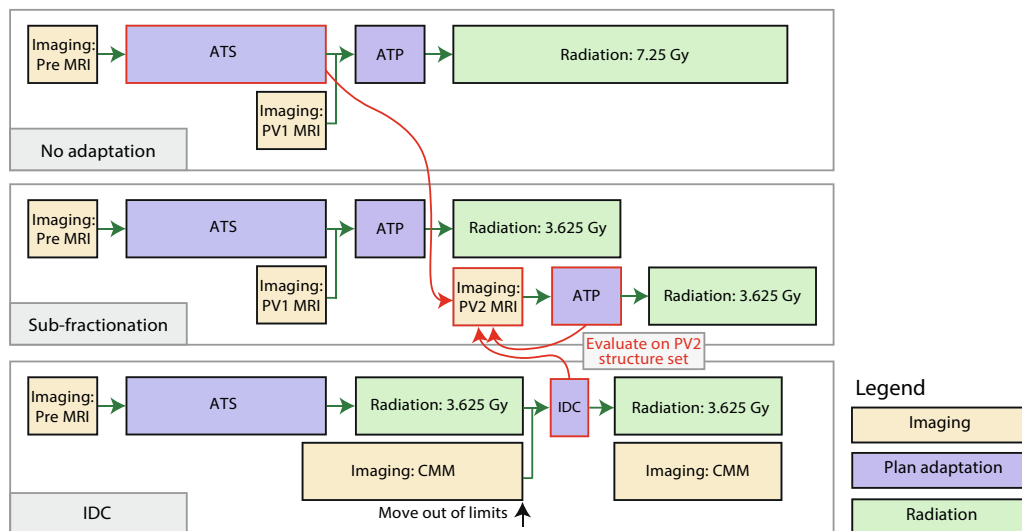 Imaging:
Pre MRI
ATS
ATP
Radiation: 7.25 Gy
Imaging:
PV1 MRI
No adaptation
Imaging:
Pre MRI
ATS
ATP
Radiation: 3.625 Gy
Imaging:
PV1 MRI
Imaging:
PV2 MRI
ATP
Radiation: 3.625 Gy
Sub-fractionation
Evaluate on PV2
structure set
Imaging:
Pre MRI
ATS
Radiation: 3.625 Gy
IDC
Radiation: 3.625 Gy
Imaging: CMM
Imaging: CMM
Move out of limits
IDC
Legend
Imaging
Plan adaptation
Radiation